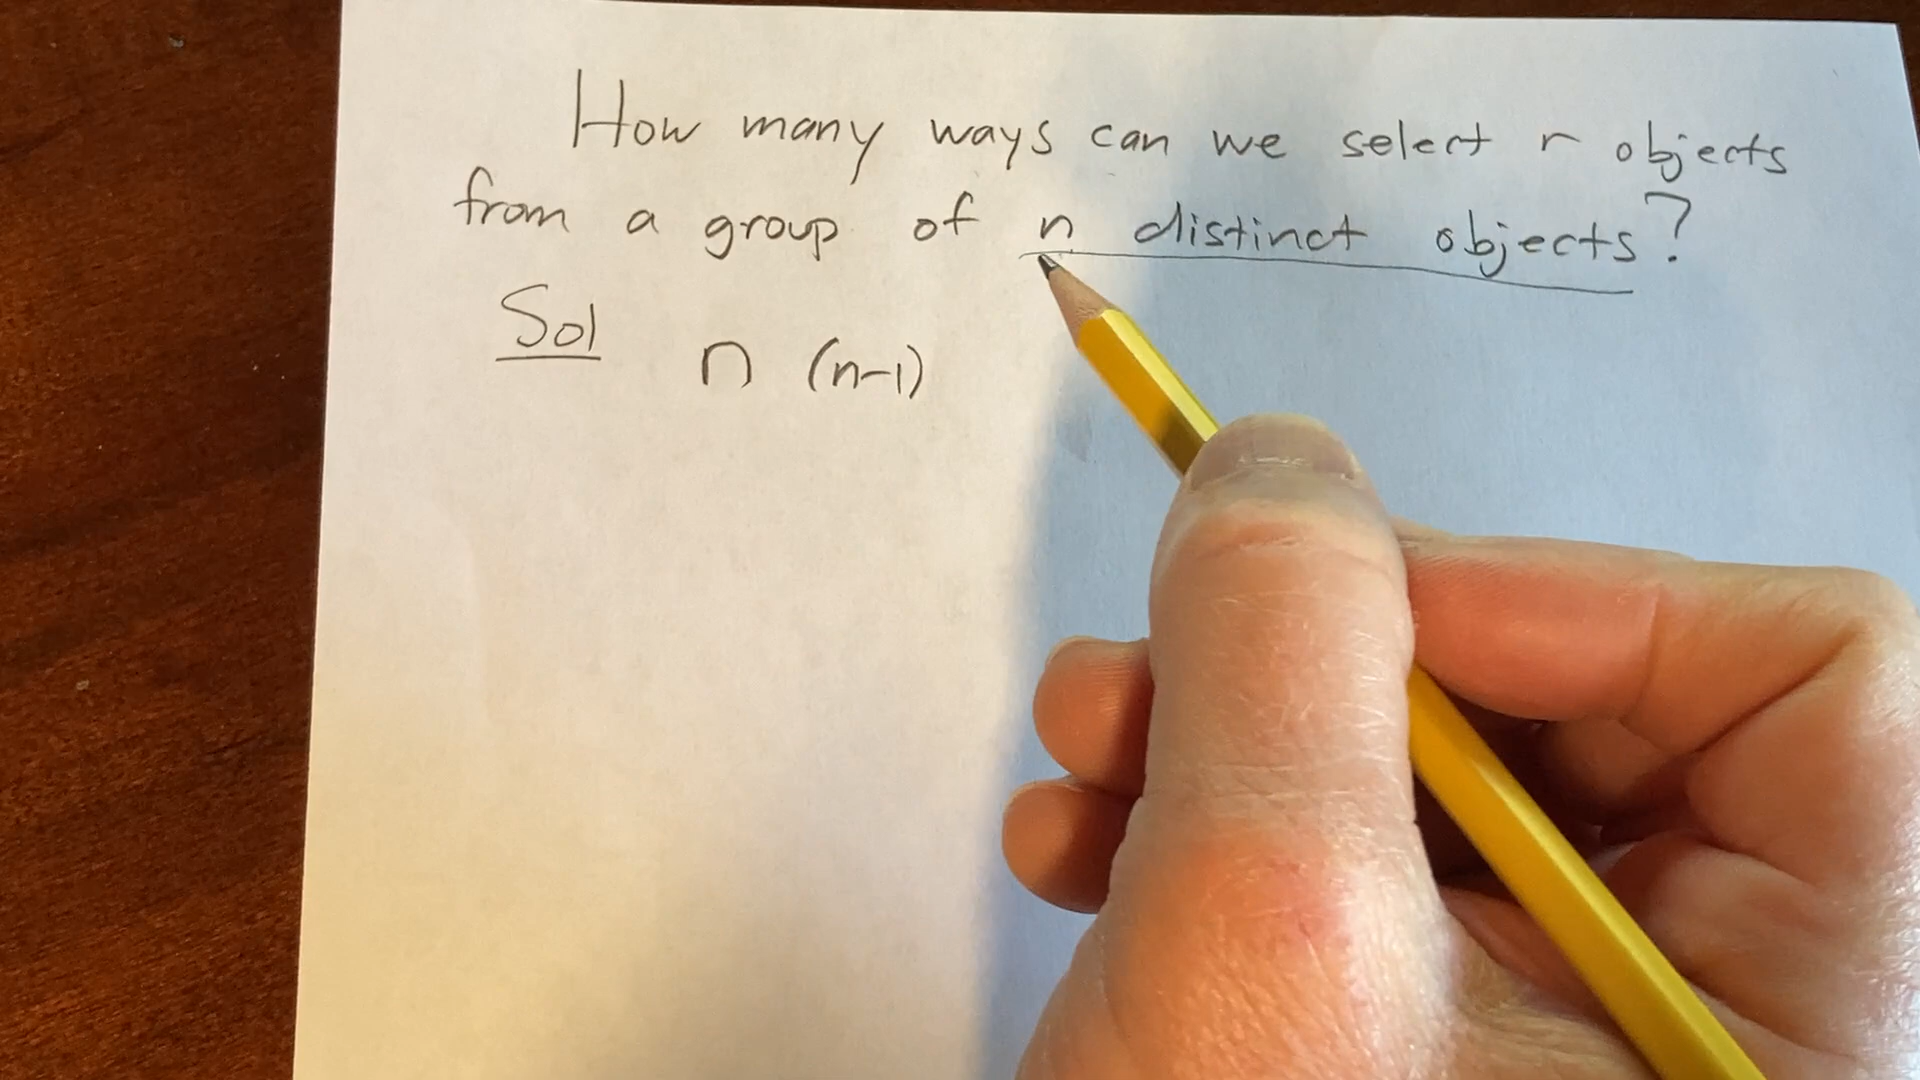 How many ways can we select r objects
from a group of n distinct objects?
Sol n (n-1)